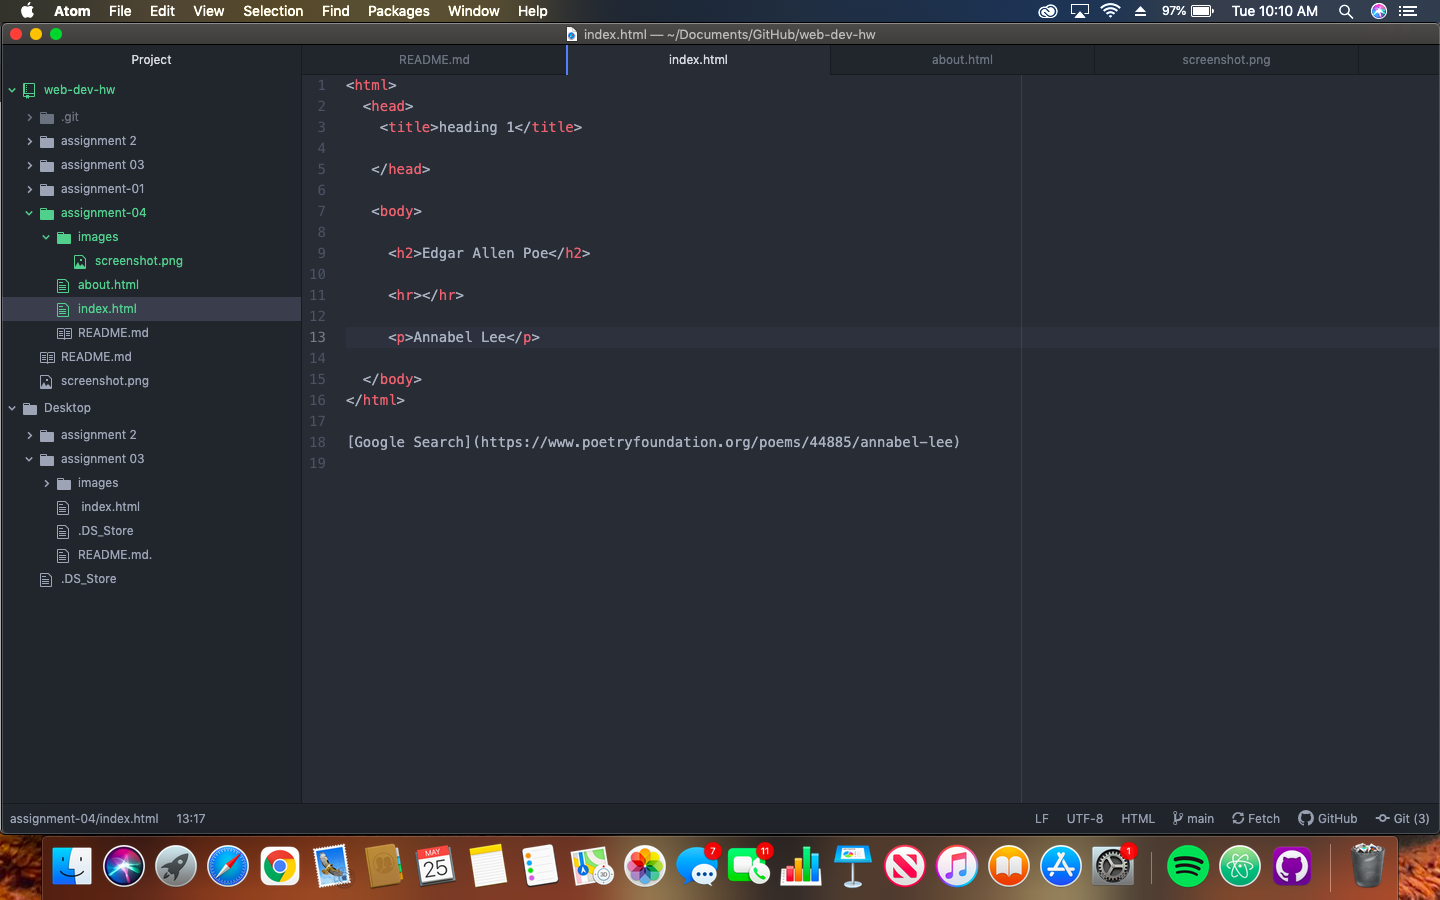 Atom File Edit View Selection Find Packages Window Help 97% Tue 10:10 AM
index.html — ~/Documents/GitHub/web-dev-hw
Project
README.md index.html about.html screenshot.png
web-dev-hw
.git
assignment 2
assignment 03
assignment-01
assignment-04
images
screenshot.png
about.html
index.html
README.md
README.md
screenshot.png
Desktop
assignment 2
assignment 03
images
index.html
.DS_Store
README.md.
.DS_Store
1 <html>
2 <head>
3 <title>heading 1</title>
4
5 </head>
6
7 <body>
8
9 <h2>Edgar Allen Poe</h2>
10
11 <hr></hr>
12
13 <p>Annabel Lee</p>
14
15 </body>
16 </html>
17
18 [Google Search](https://www.poetryfoundation.org/poems/44885/annabel-lee)
19
assignment-04/index.html 13:17 LF UTF-8 HTML main Fetch GitHub Git (3)
MAY
25
7
11
3D
1